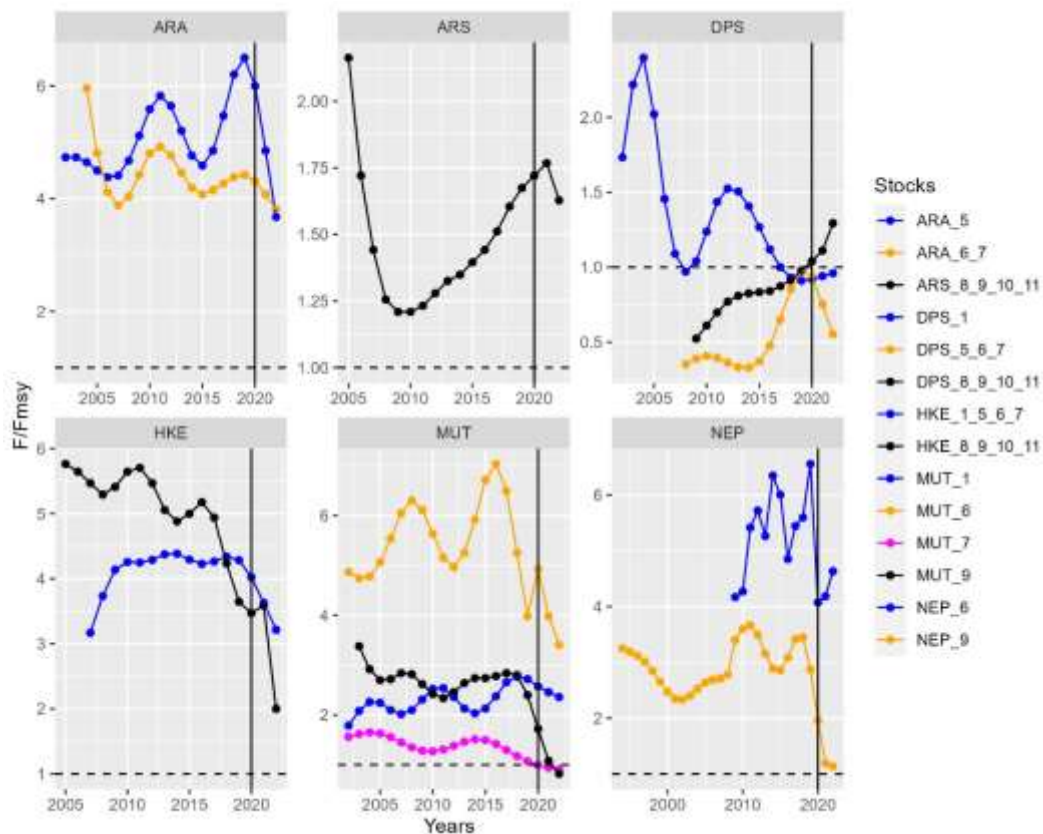 ARA
ARS
DPS
6
4
2
2.00
1.75
1.50
1.25
1.00
2.0
1.5
1.0
0.5
2005 2010 2015 2020
2005 2010 2015 2020
2005 2010 2015 2020
F/Fmsy
HKE
MUT
NEP
6
5
4
3
2
1
6
4
2
6
4
2
2005 2010 2015 2020
2005 2010 2015 2020
2000 2010 2020
Years
Stocks
ARA_5
ARA_6_7
ARS_8_9_10_11
DPS_1
DPS_5_6_7
DPS_8_9_10_11
HKE_1_5_6_7
HKE_8_9_10_11
MUT_1
MUT_6
MUT_7
MUT_9
NEP_6
NEP_9